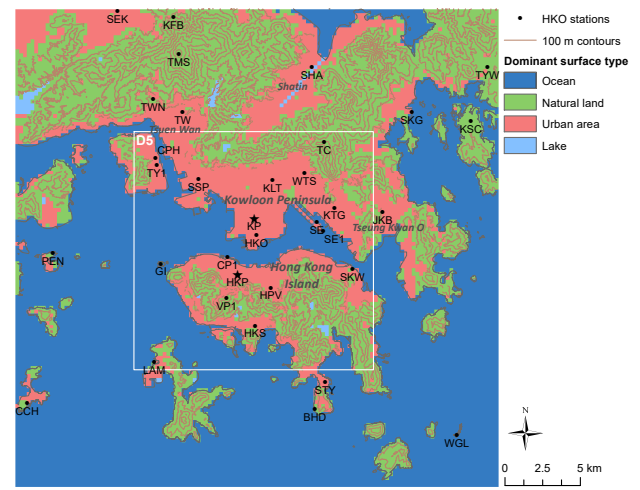 SEK
KFB
TMS
SHA
Shatin
TYW
TWN
TW
Tsuen Wan
SKG
KSC
D5
CPH
TY1
TC
SSP
KLT
WTS
Kowloon Peninsula
KP
KTG
JKB
HKO
SE
SE1
Tseung Kwan O
PEN
GI
CP1
Hong Kong
Island
HKP
SKW
HPV
VP1
HKS
LAM
STY
CCH
BHD
WGL
HKO stations
100 m contours
Dominant surface type
Ocean
Natural land
Urban area
Lake
N
0 2.5 5 km